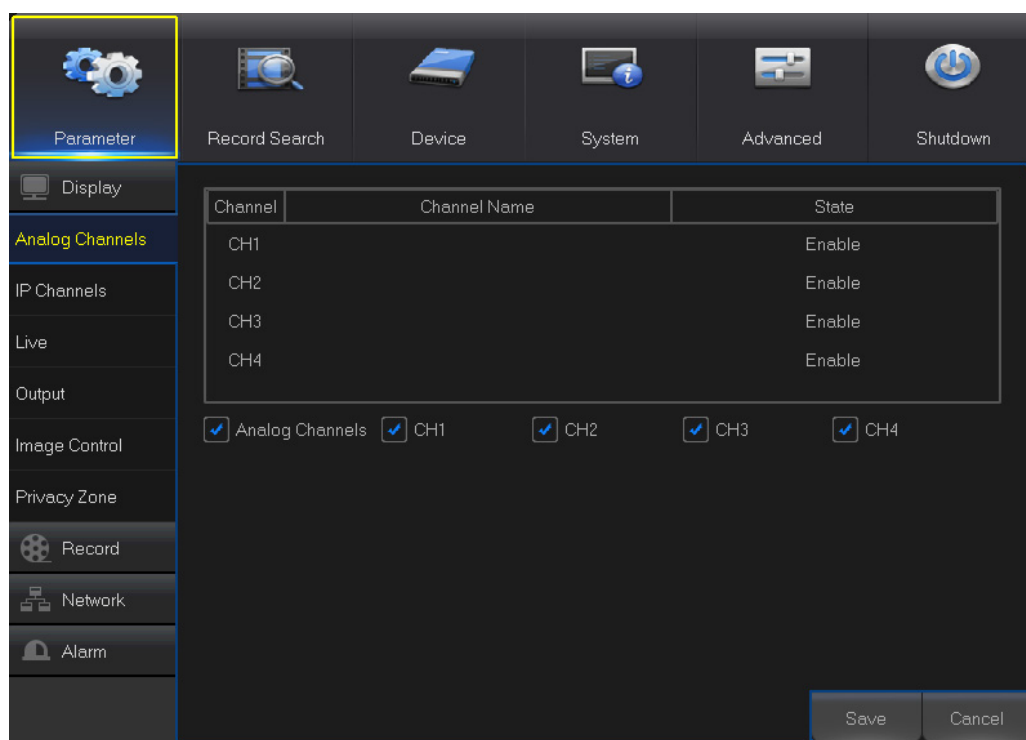 Parameter Record Search Device System Advanced Shutdown
Display
Analog Channels
IP Channels
Live
Output
Image Control
Privacy Zone
Record
Network
Alarm
Channel Channel Name State
CH1 Enable
CH2 Enable
CH3 Enable
CH4 Enable
Analog Channels CH1 CH2 CH3 CH4
Save Cancel